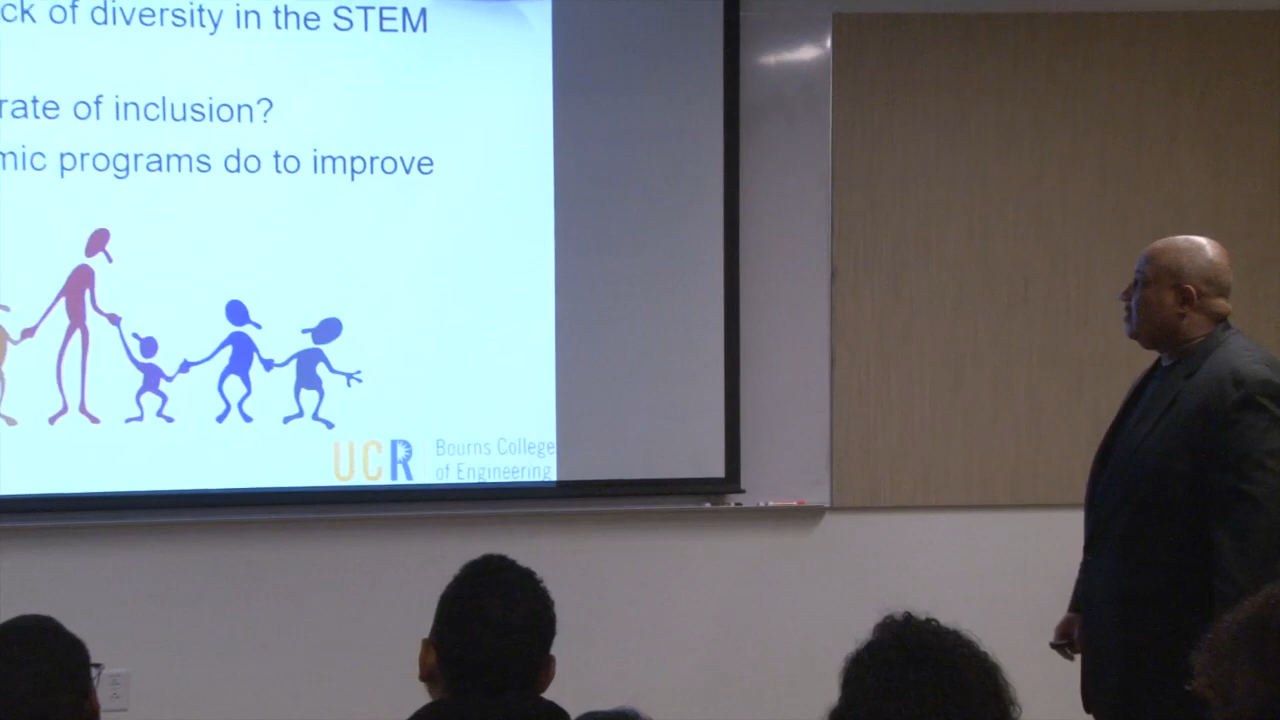 ck of diversity in the STEM
rate of inclusion?
mic programs do to improve
UCR
Bourns College
of Engineering